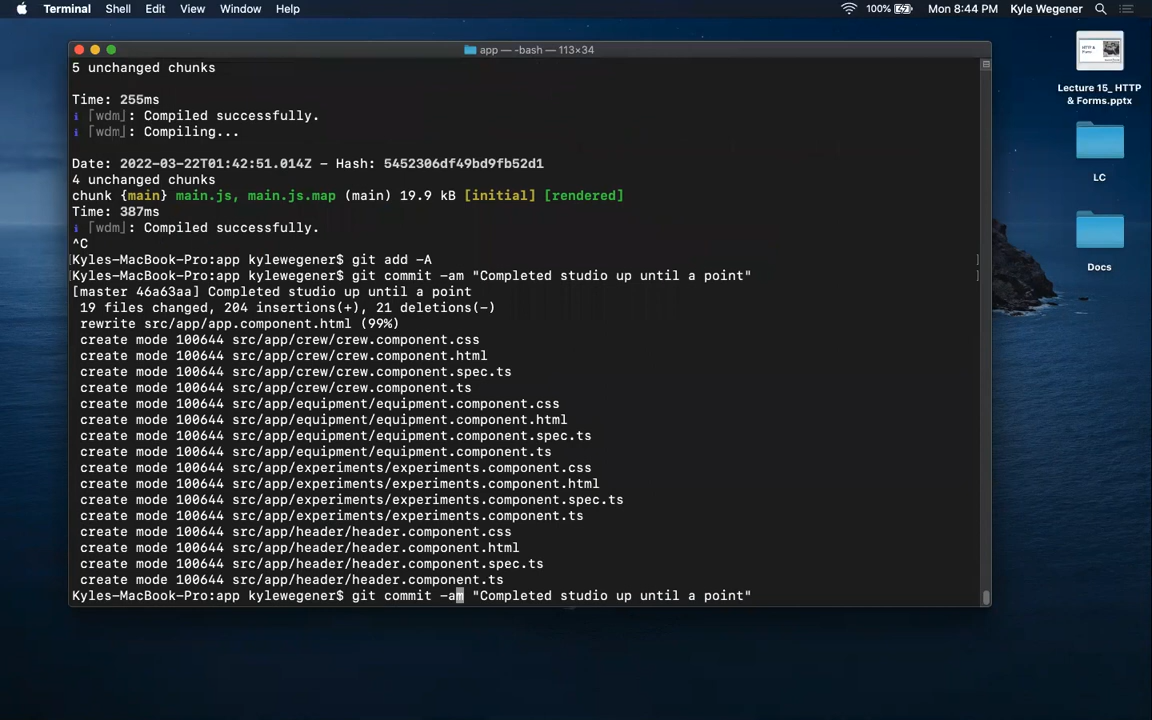 Terminal Shell Edit View Window Help 100% Mon 8:44 PM Kyle Wegener
app — -bash — 113×34
5 unchanged chunks
Time: 255ms
ℹ ｢wdm｣: Compiled successfully.
ℹ ｢wdm｣: Compiling...
Date: 2022-03-22T01:42:51.014Z - Hash: 5452306df49bd9fb52d1
4 unchanged chunks
chunk {main} main.js, main.js.map (main) 19.9 kB [initial] [rendered]
Time: 387ms
ℹ ｢wdm｣: Compiled successfully.
^C
Kyles-MacBook-Pro:app kylewegener$ git add -A
Kyles-MacBook-Pro:app kylewegener$ git commit -am "Completed studio up until a point"
[master 46a63aa] Completed studio up until a point
19 files changed, 204 insertions(+), 21 deletions(-)
rewrite src/app/app.component.html (99%)
create mode 100644 src/app/crew/crew.component.css
create mode 100644 src/app/crew/crew.component.html
create mode 100644 src/app/crew/crew.component.spec.ts
create mode 100644 src/app/crew/crew.component.ts
create mode 100644 src/app/equipment/equipment.component.css
create mode 100644 src/app/equipment/equipment.component.html
create mode 100644 src/app/equipment/equipment.component.spec.ts
create mode 100644 src/app/equipment/equipment.component.ts
create mode 100644 src/app/experiments/experiments.component.css
create mode 100644 src/app/experiments/experiments.component.html
create mode 100644 src/app/experiments/experiments.component.spec.ts
create mode 100644 src/app/experiments/experiments.component.ts
create mode 100644 src/app/header/header.component.css
create mode 100644 src/app/header/header.component.html
create mode 100644 src/app/header/header.component.spec.ts
create mode 100644 src/app/header/header.component.ts
Kyles-MacBook-Pro:app kylewegener$ git commit -am "Completed studio up until a point"
Lecture 15_ HTTP
& Forms.pptx
LC
Docs